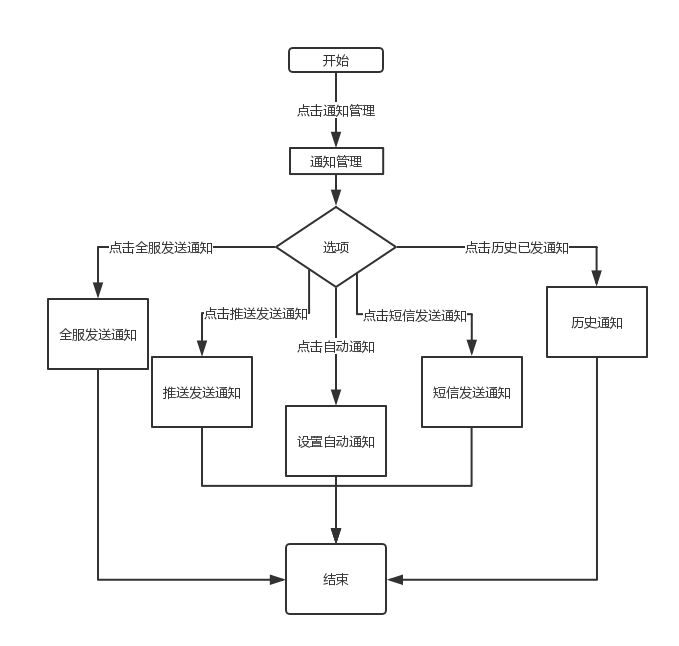 开始
点击通知管理
通知管理
选项
点击全服发送通知
点击历史已发通知
点击推送发送通知
点击短信发送通知
点击自动通知
全服发送通知
历史通知
推送发送通知
短信发送通知
设置自动通知
结束